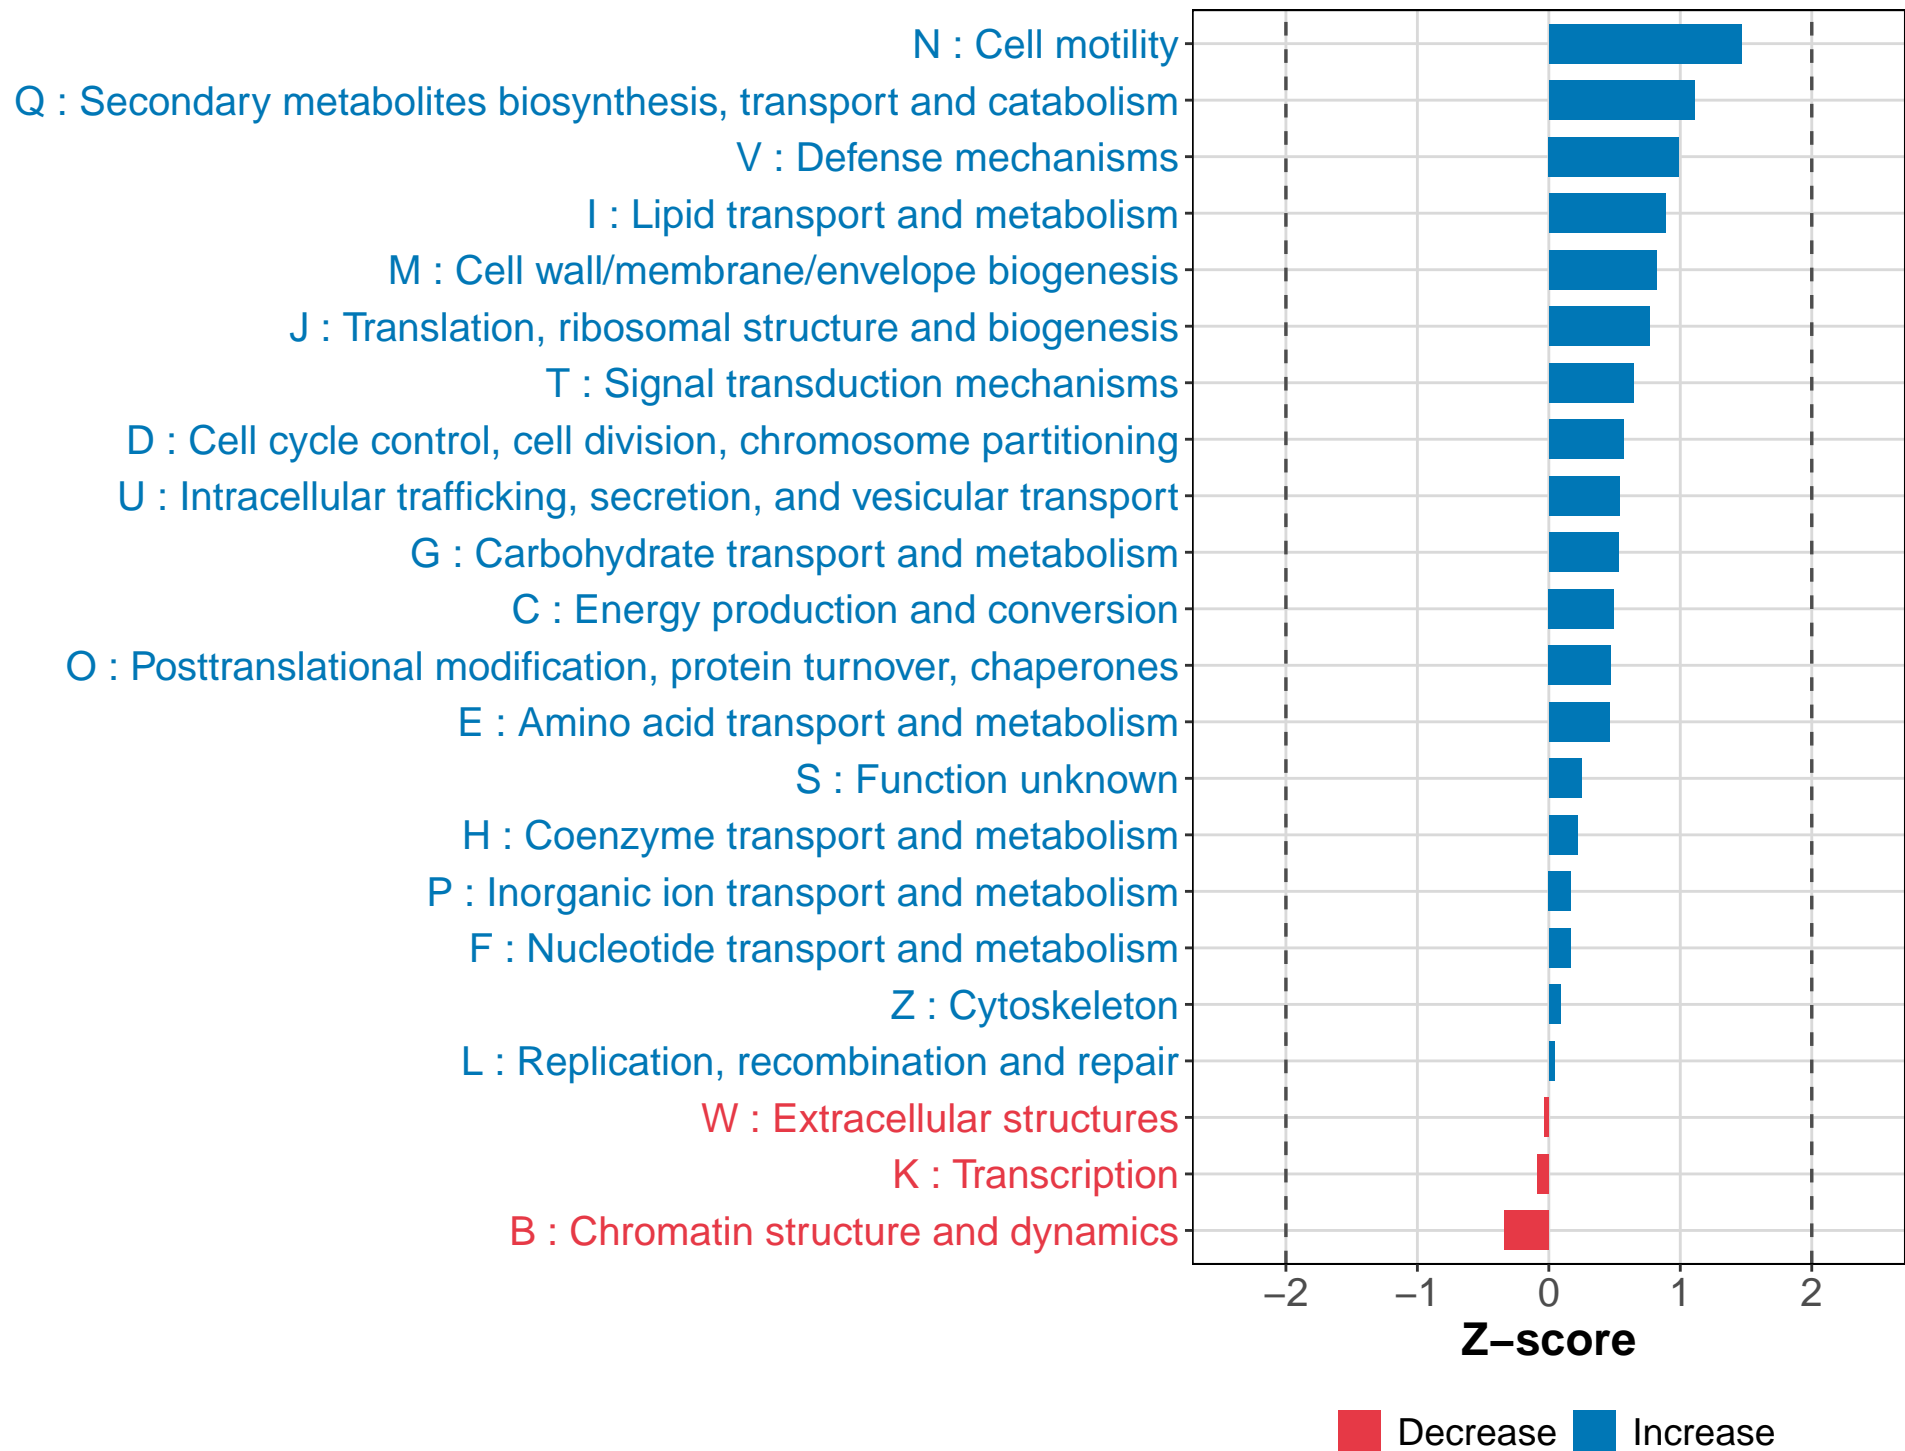 N : Cell motility
Q : Secondary metabolites biosynthesis, transport and catabolism
V : Defense mechanisms
I : Lipid transport and metabolism
M : Cell wall/membrane/envelope biogenesis
J : Translation, ribosomal structure and biogenesis
T : Signal transduction mechanisms
D : Cell cycle control, cell division, chromosome partitioning
U : Intracellular trafficking, secretion, and vesicular transport
G : Carbohydrate transport and metabolism
C : Energy production and conversion
O : Posttranslational modification, protein turnover, chaperones
E : Amino acid transport and metabolism
S : Function unknown
H : Coenzyme transport and metabolism
P : Inorganic ion transport and metabolism
F : Nucleotide transport and metabolism
Z : Cytoskeleton
L : Replication, recombination and repair
W : Extracellular structures
K : Transcription
B : Chromatin structure and dynamics
−2 −1 0 1 2
Z−score
Decrease Increase